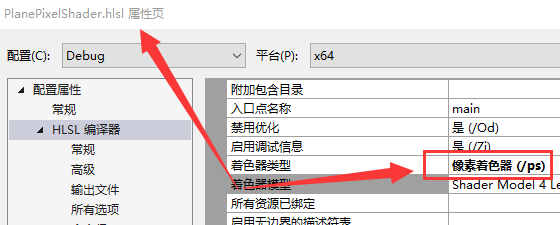 PlanePixelShader.hlsl 属性页
配置(C): Debug 平台(P): x64
配置属性
常规
HLSL 编译器
常规
高级
输出文件
所有选项
附加包含目录
入口点名称 main
禁用优化 是 (/Od)
启用调试信息 是 (/Zi)
着色器类型 像素着色器 (/ps)
着色器模型 Shader Model 4 Le
所有资源已绑定
启用无边界的描述符表